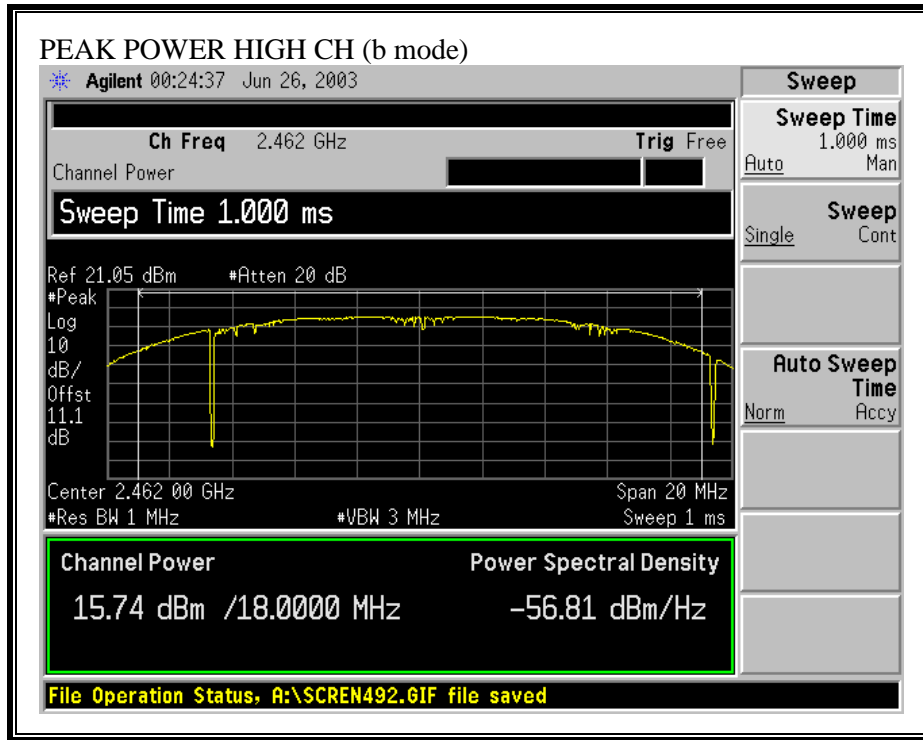 PEAK POWER HIGH CH (b mode)
Agilent 00:24:37 Jun 26, 2003
Sweep
Ch Freq 2.462 GHz Trig Free
Channel Power
Sweep Time 1.000 ms
Ref 21.05 dBm #Atten 20 dB
#Peak
Log
10
dB/
Offst
11.1
dB
Center 2.462 00 GHz Span 20 MHz
#Res BW 1 MHz #VBW 3 MHz Sweep 1 ms
Channel Power Power Spectral Density
15.74 dBm /18.0000 MHz -56.81 dBm/Hz
File Operation Status, A:\SCREN492.GIF file saved
Sweep Time
1.000 ms
Auto Man
Sweep
Single Cont
Auto Sweep
Time
Norm Accy